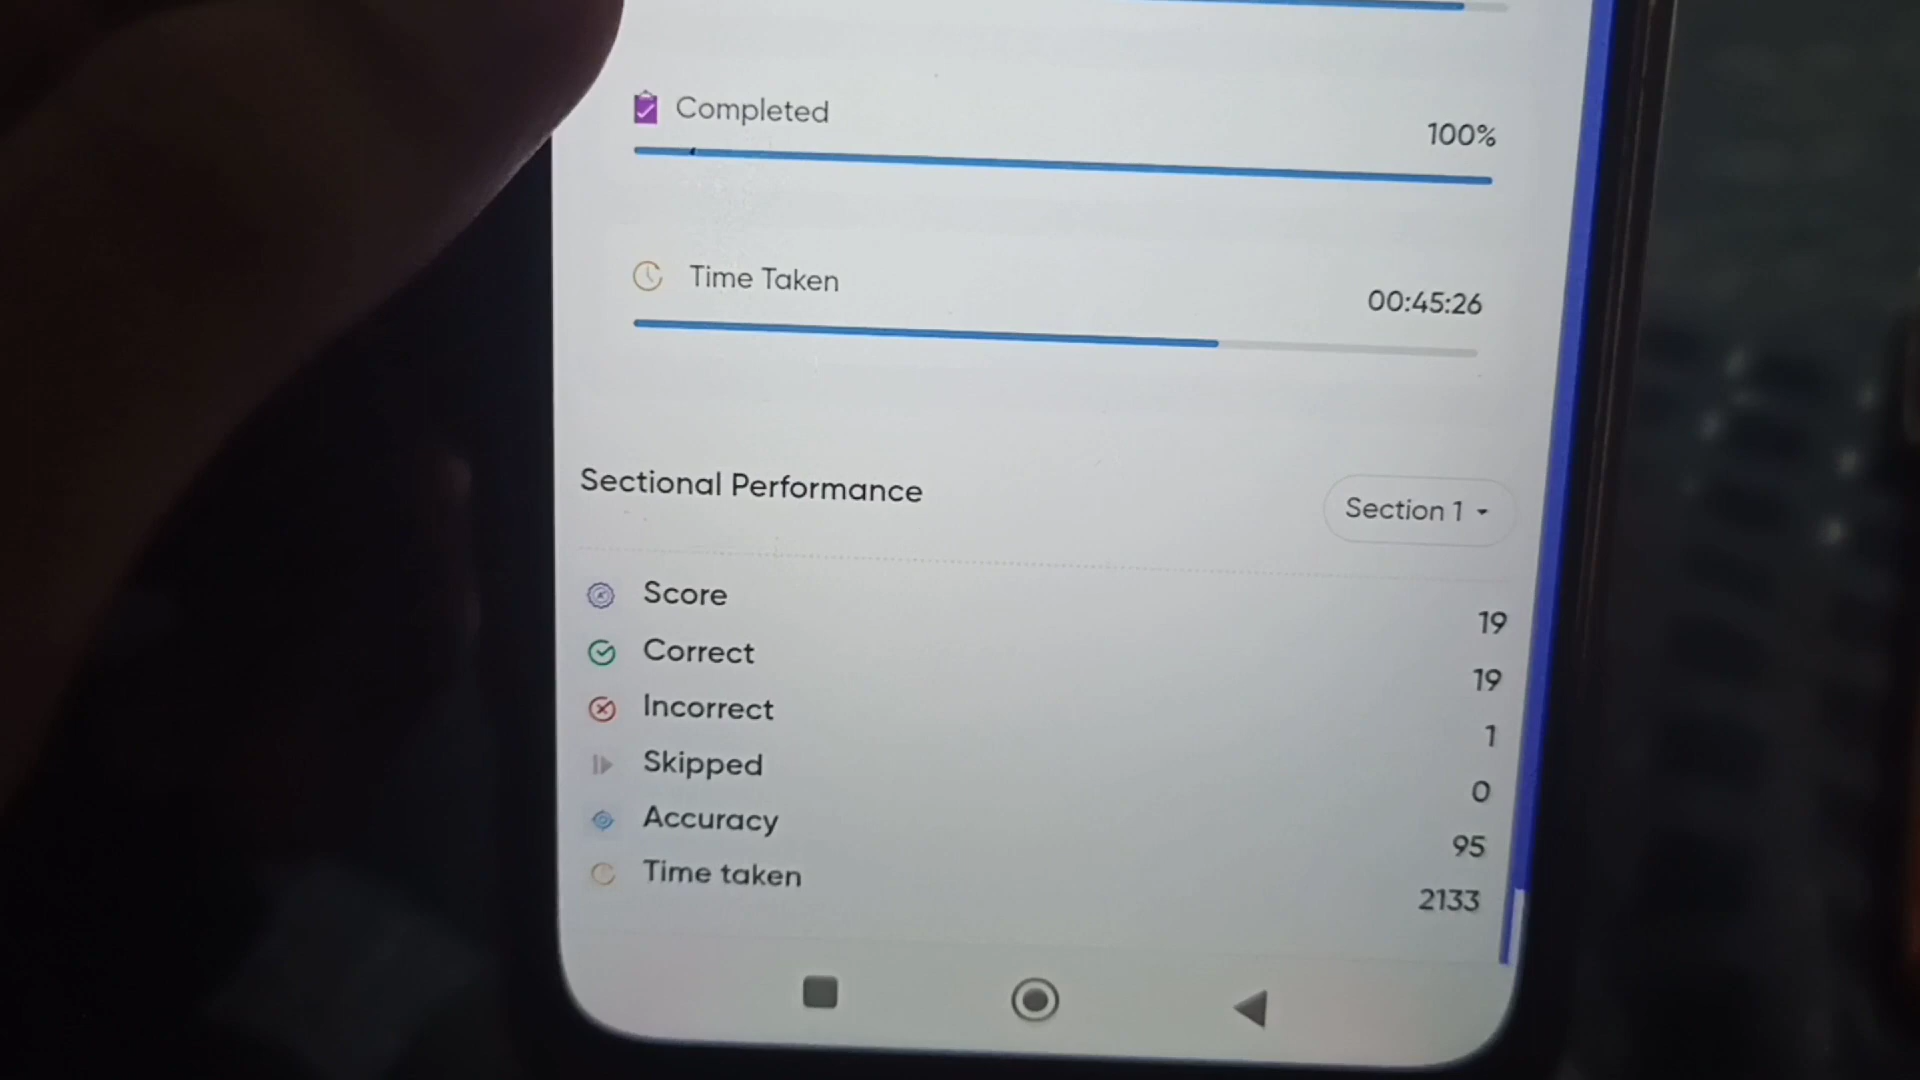 Completed
100%
Time Taken
00:45:26
Sectional Performance
Section 1
Score
19
Correct
19
Incorrect
1
Skipped
0
Accuracy
95
Time taken
2133